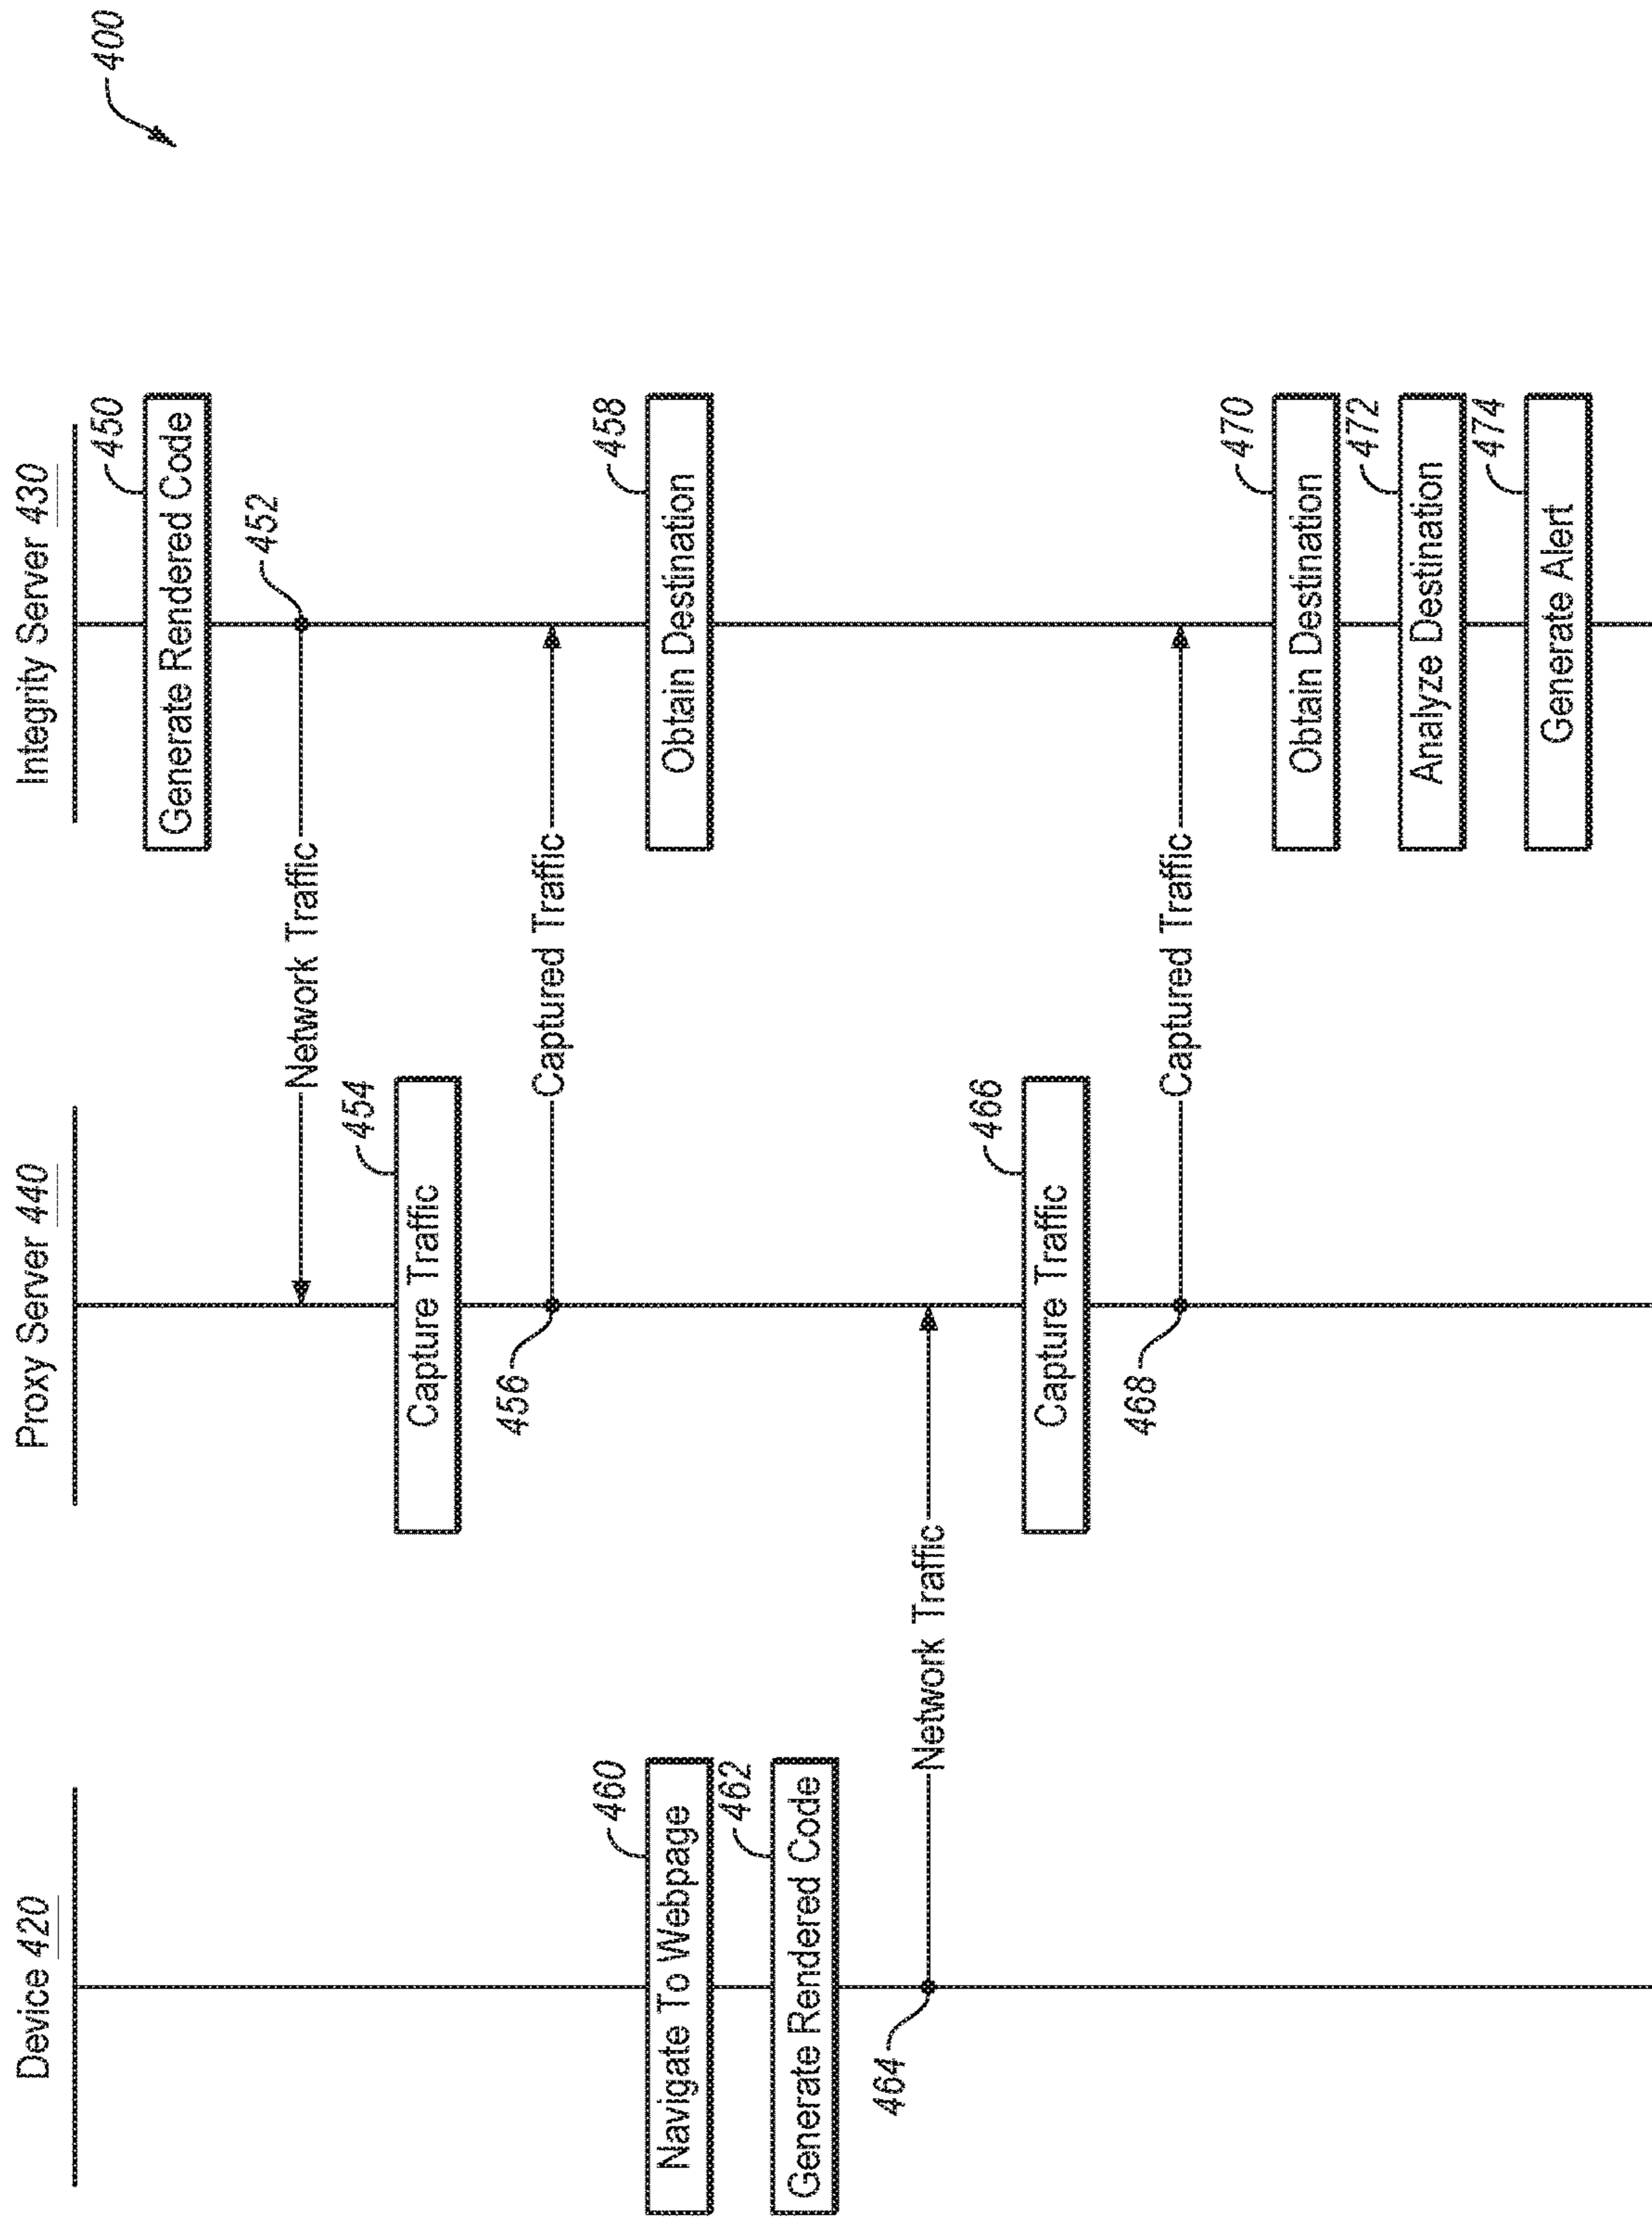 400
Device 420
Proxy Server 440
Integrity Server 430
450
Generate Rendered Code
452
Network Traffic
454
Capture Traffic
456
Captured Traffic
458
Obtain Destination
460
Navigate To Webpage
462
Generate Rendered Code
464
Network Traffic
466
Capture Traffic
468
Captured Traffic
470
Obtain Destination
472
Analyze Destination
474
Generate Alert